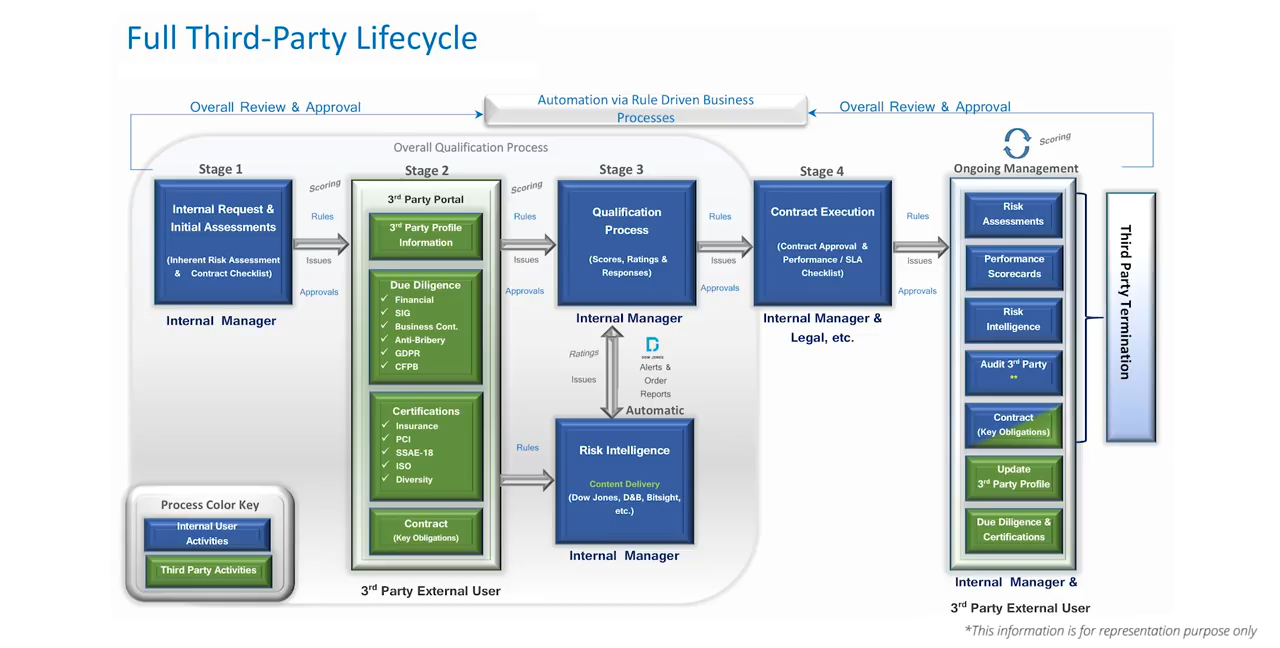 Full Third-Party Lifecycle
Overall Review & Approval
Automation via Rule Driven Business
Processes
Overall Review & Approval
Overall Qualification Process
Stage 1
Internal Request &
Initial Assessments
(Inherent Risk Assessment
& Contract Checklist)
Internal Manager
Scoring
Rules
Issues
Approvals
Stage 2
3rd Party Portal
3rd Party Profile
Information
Due Diligence
✓ Financial
✓ SIG
✓ Business Cont.
✓ Anti-Bribery
✓ GDPR
✓ CFPB
Certifications
✓ Insurance
✓ PCI
✓ SSAE-18
✓ ISO
✓ Diversity
Contract
(Key Obligations)
3rd Party External User
Scoring
Rules
Issues
Approvals
Rules
Stage 3
Qualification
Process
(Scores, Ratings &
Responses)
Internal Manager
Ratings
Issues
DOW JONES
Alerts &
Order
Reports
Automatic
Risk Intelligence
Content Delivery
(Dow Jones, D&B, Bitsight,
etc.)
Internal Manager
Rules
Issues
Approvals
Stage 4
Contract Execution
(Contract Approval &
Performance / SLA
Checklist)
Internal Manager &
Legal, etc.
Rules
Issues
Approvals
Scoring
Ongoing Management
Risk
Assessments
Performance
Scorecards
Risk
Intelligence
Audit 3rd Party
**
Contract
(Key Obligations)
Update
3rd Party Profile
Due Diligence &
Certifications
Internal Manager &
3rd Party External User
Third Party Termination
Process Color Key
Internal User
Activities
Third Party Activities
*This information is for representation purpose only